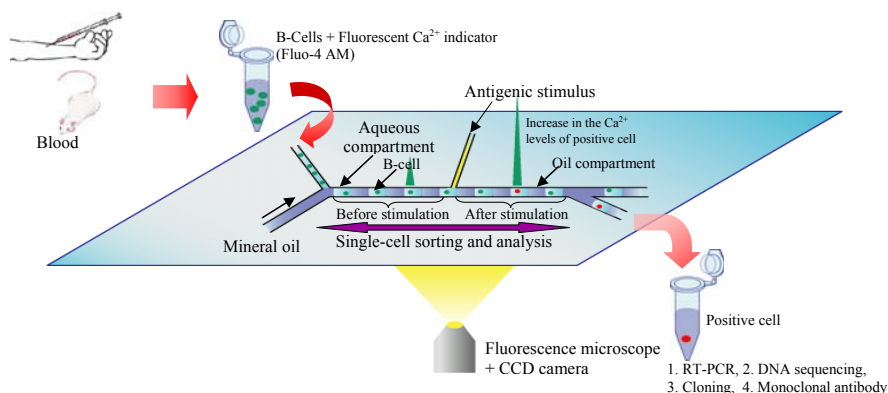 B-Cells + Fluorescent Ca²⁺ indicator
(Fluo-4 AM)
Blood
Antigenic stimulus
Increase in the Ca²⁺
levels of positive cell
Aqueous
compartment
B-cell
Oil compartment
Before stimulation
After stimulation
Mineral oil
Single-cell sorting and analysis
Positive cell
Fluorescence microscope
+ CCD camera
1. RT-PCR, 2. DNA sequencing,
3. Cloning, 4. Monoclonal antibody